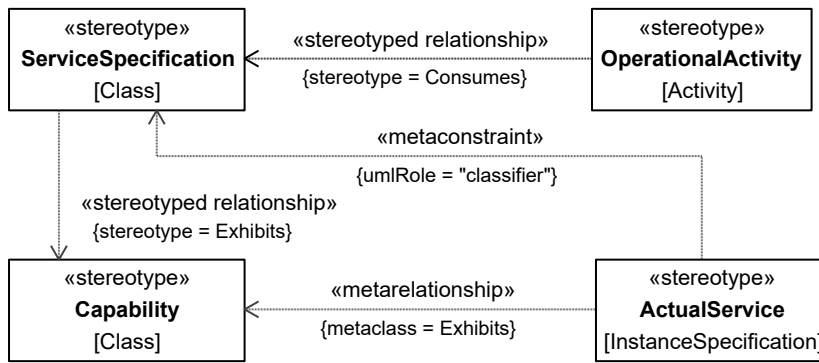 «stereotype»
ServiceSpecification
[Class]
«stereotyped relationship»
{stereotype = Consumes}
«stereotype»
OperationalActivity
[Activity]
«metaconstraint»
{umlRole = "classifier"}
«stereotyped relationship»
{stereotype = Exhibits}
«stereotype»
Capability
[Class]
«metarelationship»
{metaclass = Exhibits}
«stereotype»
ActualService
[InstanceSpecification]